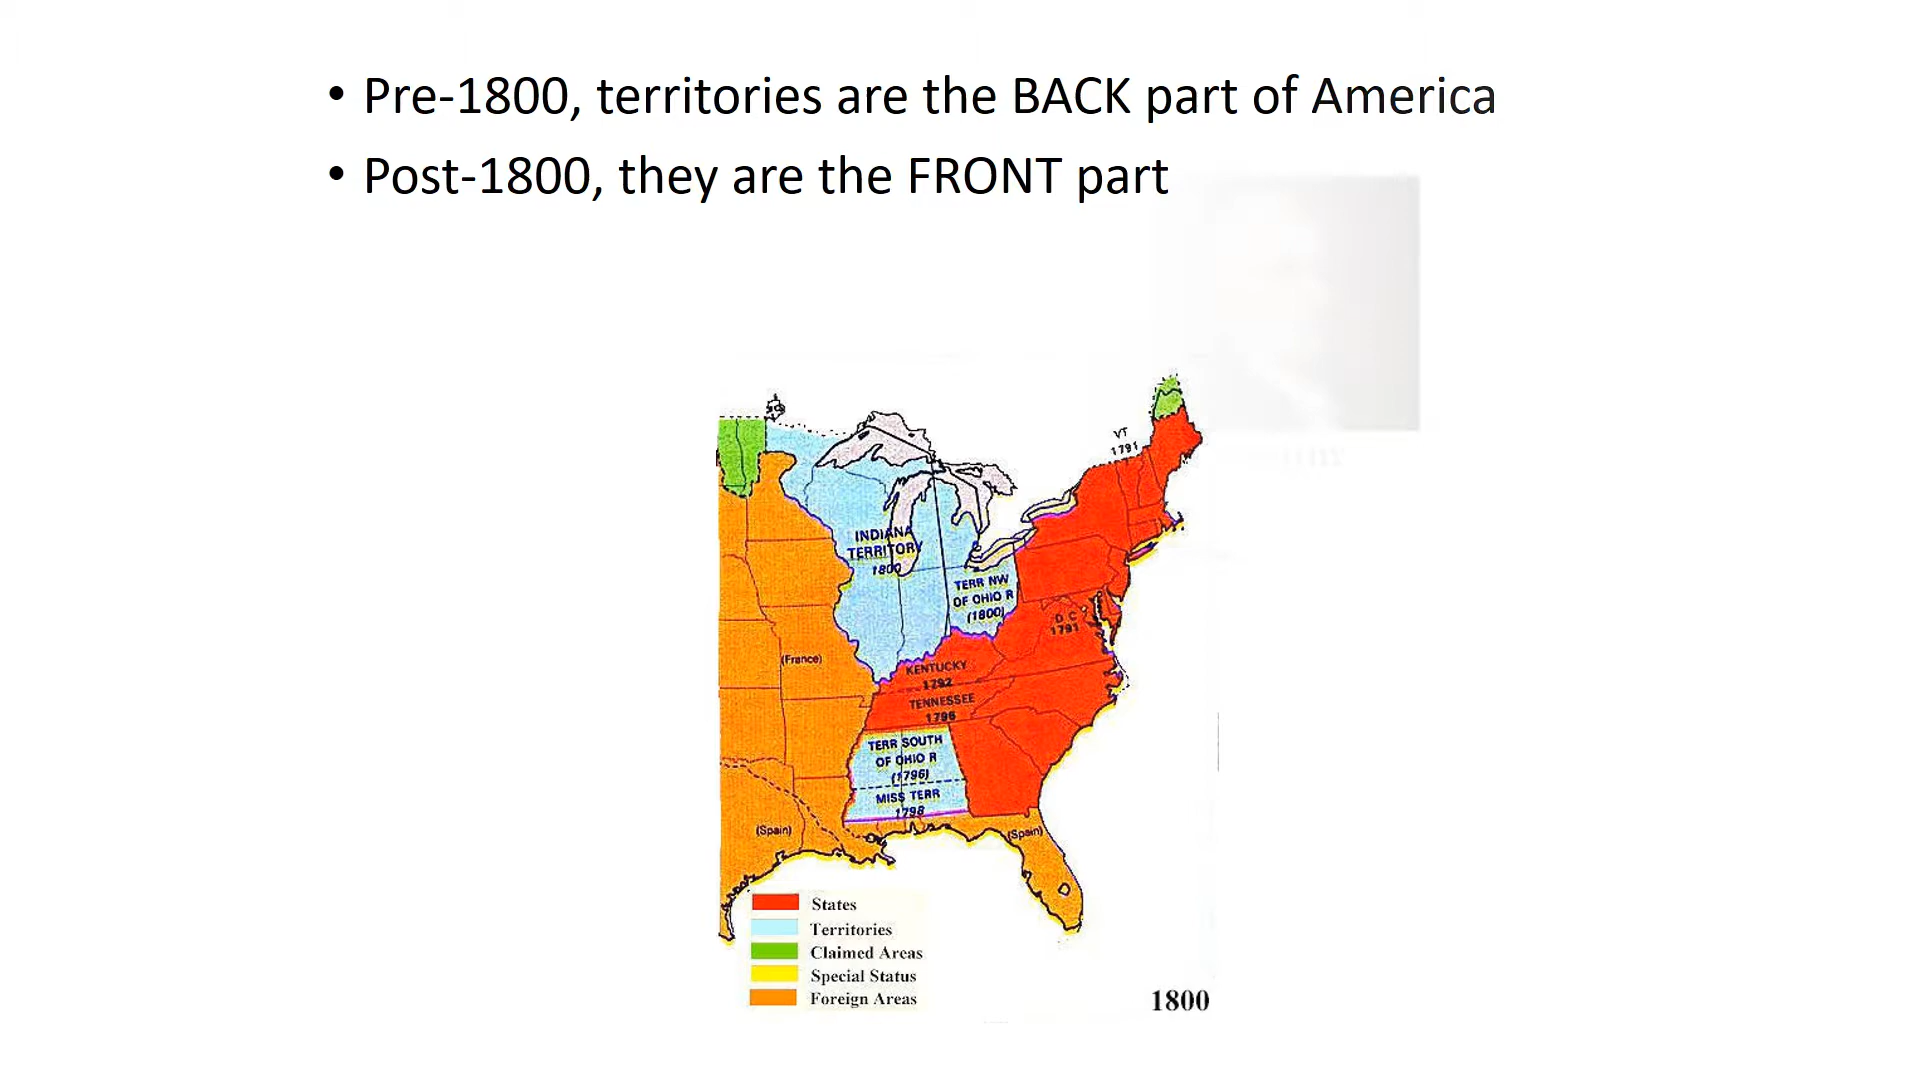 • Pre-1800, territories are the BACK part of America
• Post-1800, they are the FRONT part
VT
1791
INDIANA
TERRITORY
1800
TERR NW
OF OHIO R
(1800)
D C
1791
(France)
KENTUCKY
1792
TENNESSEE
1796
TERR SOUTH
OF OHIO R
(1796)
MISS TERR
1798
(Spain)
(Spain)
States
Territories
Claimed Areas
Special Status
Foreign Areas
1800